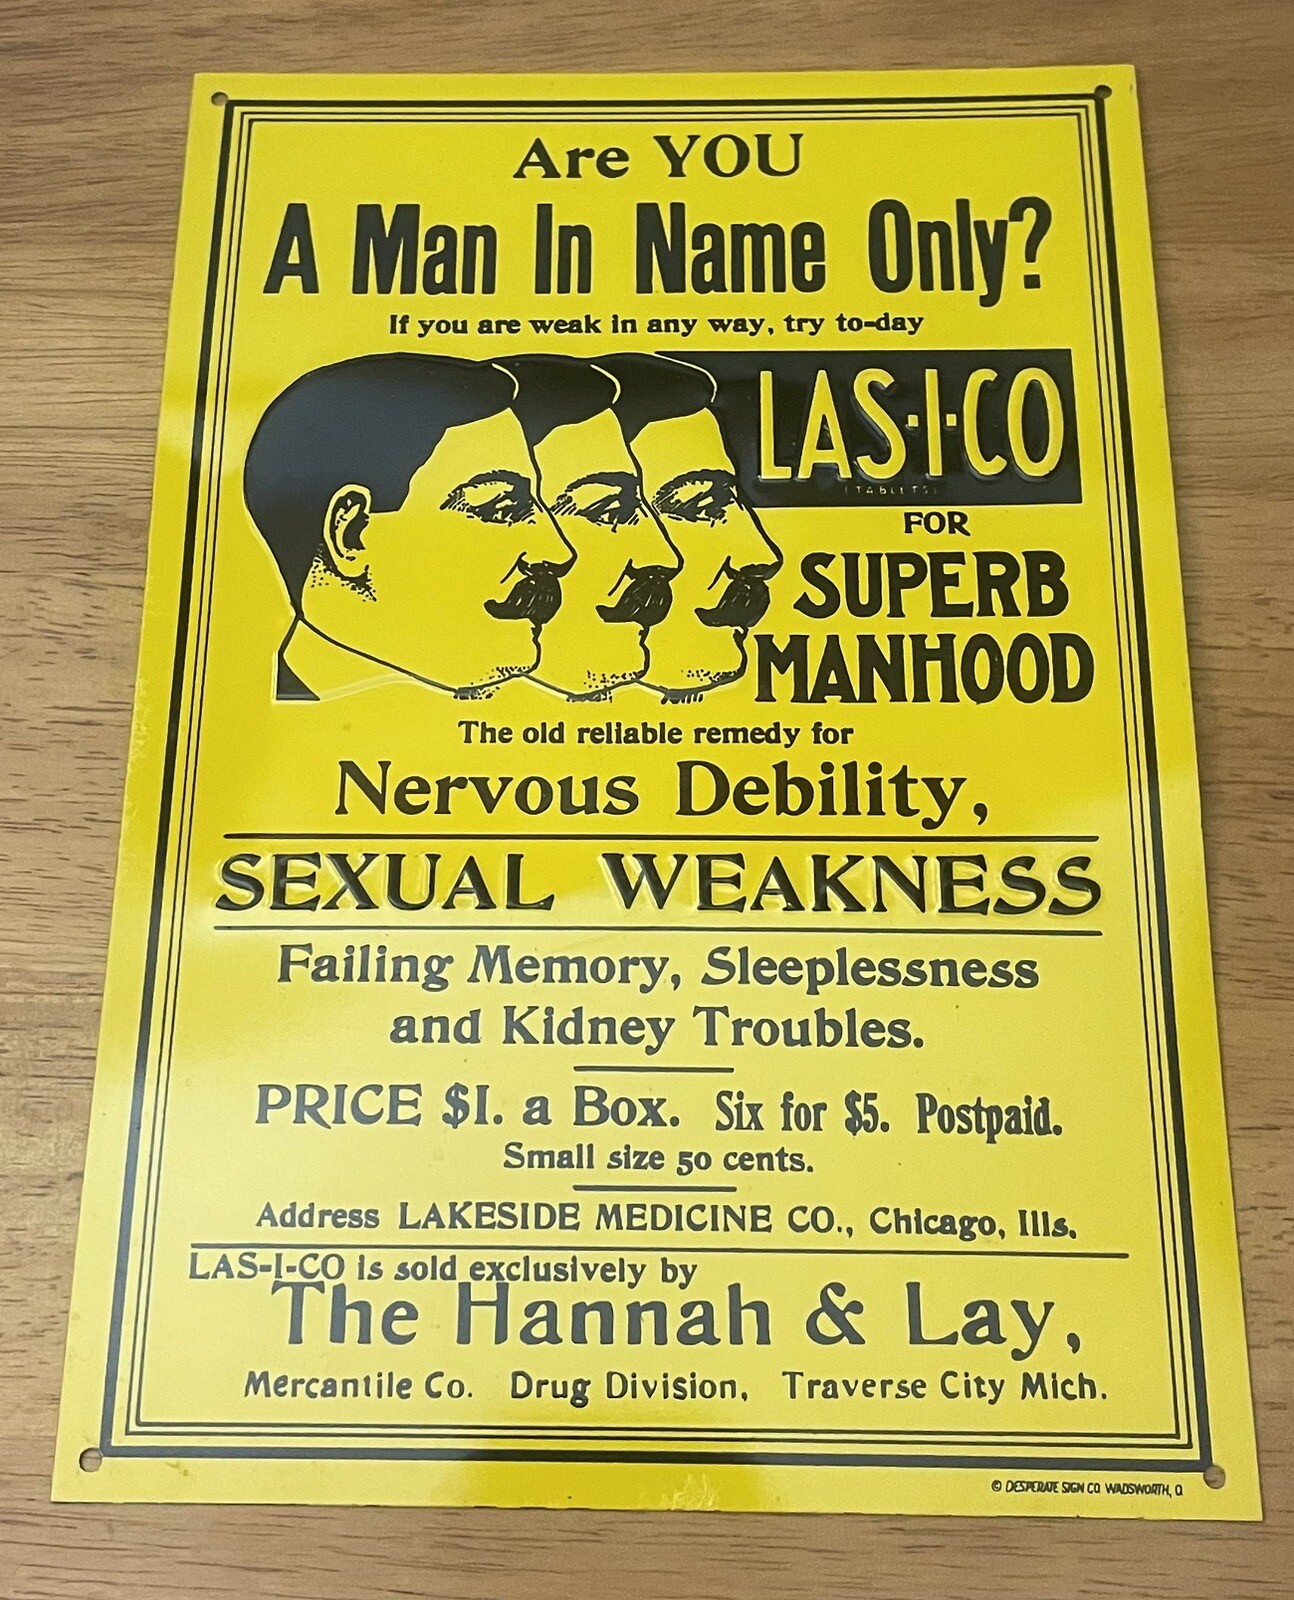 Are YOU
A Man In Name Only?
If you are weak in any way, try to=day
LAS·I·CO
(TABLETS)
FOR
SUPERB
MANHOOD
The old reliable remedy for
Nervous Debility,
SEXUAL WEAKNESS
Failing Memory, Sleeplessness
and Kidney Troubles.
PRICE $1. a Box. Six for $5. Postpaid.
Small size 50 cents.
Address LAKESIDE MEDICINE CO., Chicago, Ills.
LAS-I-CO is sold exclusively by
The Hannah & Lay,
Mercantile Co. Drug Division, Traverse City Mich.
© DESPERATE SIGN CO. WADSWORTH, O.